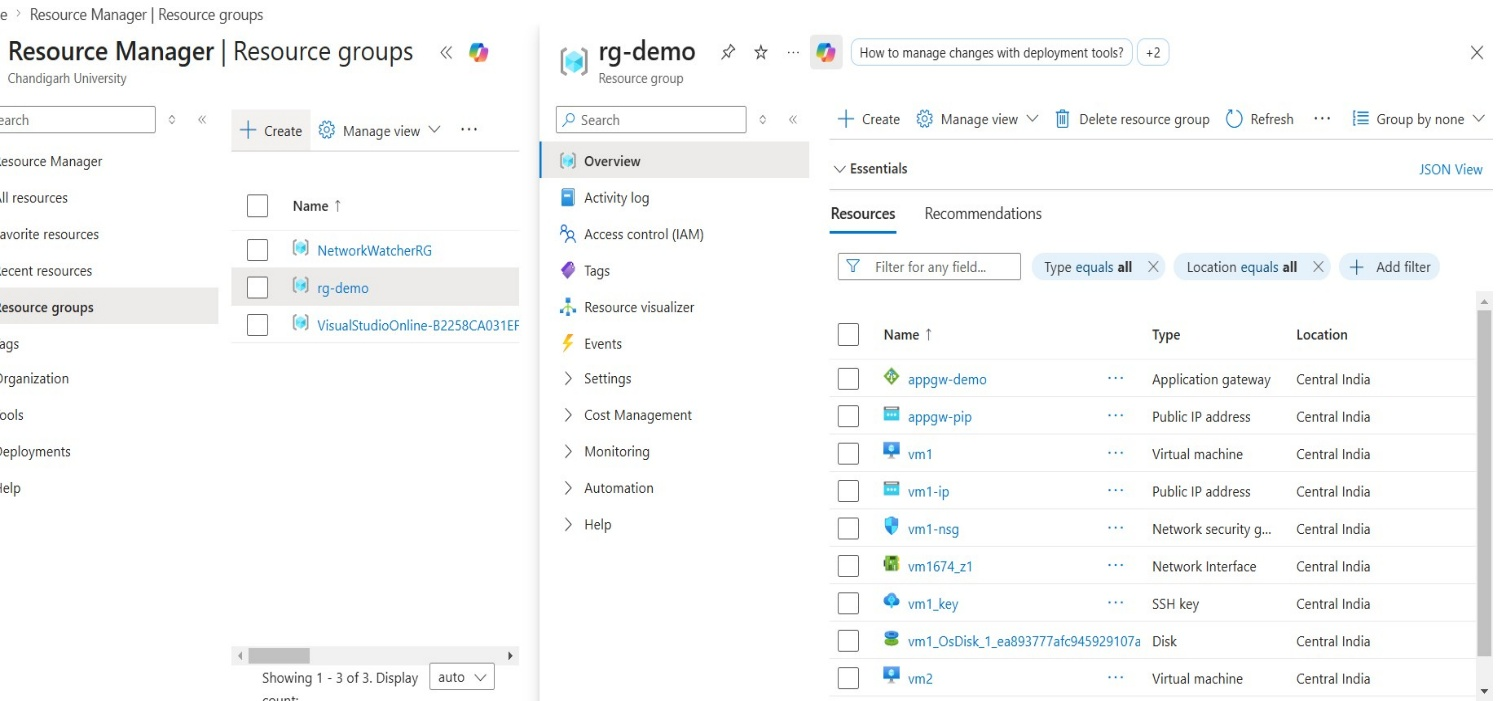 e > Resource Manager | Resource groups
Resource Manager | Resource groups
Chandigarh University
earch
esource Manager
ll resources
avorite resources
ecent resources
esource groups
ags
Organization
ools
Deployments
elp
Create
Manage view
Name ↑
NetworkWatcherRG
rg-demo
VisualStudioOnline-B2258CA031EF
Showing 1 - 3 of 3. Display
count:
auto
rg-demo
Resource group
How to manage changes with deployment tools?
+2
Search
Overview
Activity log
Access control (IAM)
Tags
Resource visualizer
Events
Settings
Cost Management
Monitoring
Automation
Help
Create
Manage view
Delete resource group
Refresh
Group by none
Essentials
JSON View
Resources
Recommendations
Filter for any field...
Type equals all
Location equals all
Add filter
Name ↑ Type Location
appgw-demo ... Application gateway Central India
appgw-pip ... Public IP address Central India
vm1 ... Virtual machine Central India
vm1-ip ... Public IP address Central India
vm1-nsg ... Network security g... Central India
vm1674_z1 ... Network Interface Central India
vm1_key ... SSH key Central India
vm1_OsDisk_1_ea893777afc945929107a Disk Central India
vm2 ... Virtual machine Central India